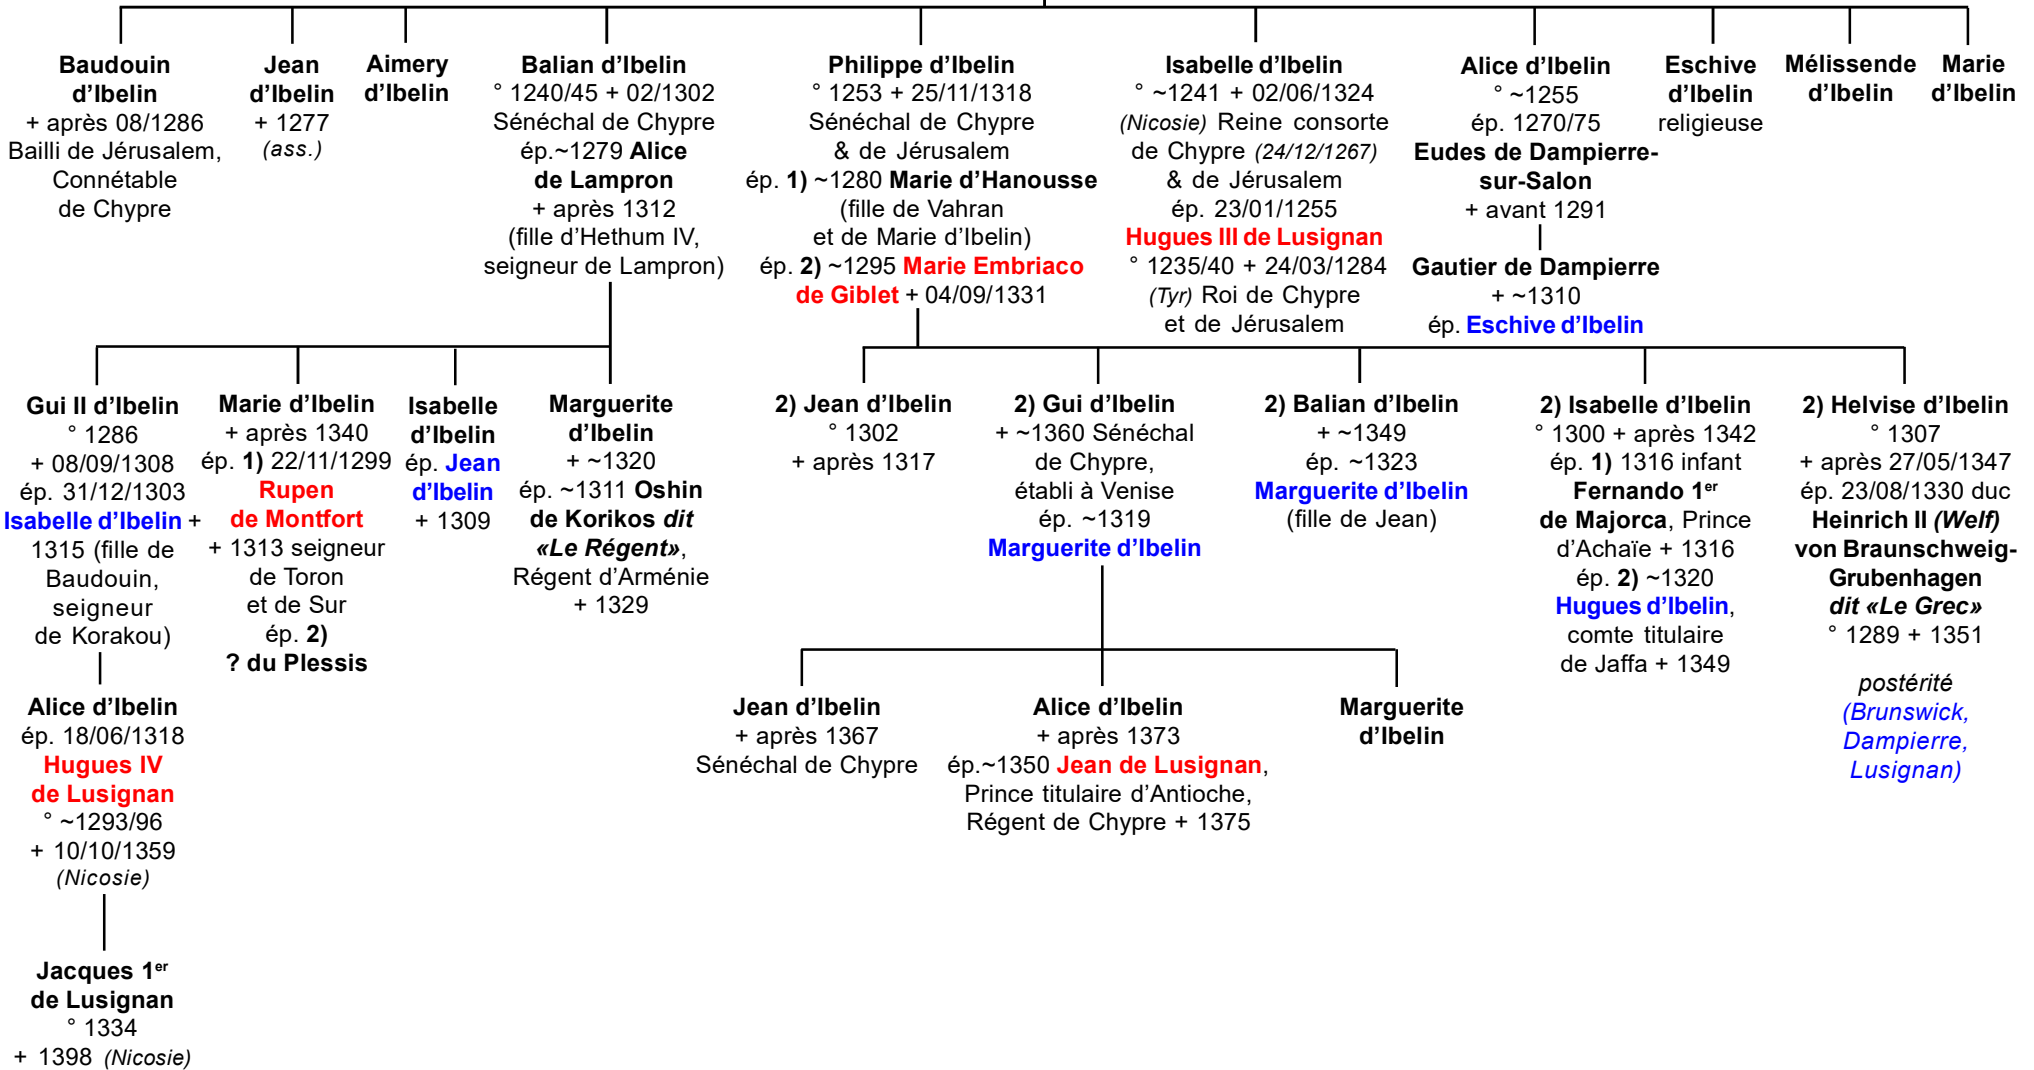 Baudouin
d’Ibelin
+ après 08/1286
Bailli de Jérusalem,
Connétable
de Chypre
Jean
d’Ibelin
+ 1277
(ass.)
Aimery
d’Ibelin
Balian d’Ibelin
° 1240/45 + 02/1302
Sénéchal de Chypre
ép.~1279 Alice
de Lampron
+ après 1312
(fille d’Hethum IV,
seigneur de Lampron)
Philippe d’Ibelin
° 1253 + 25/11/1318
Sénéchal de Chypre
& de Jérusalem
ép. 1) ~1280 Marie d’Hanousse
(fille de Vahran
et de Marie d’Ibelin)
ép. 2) ~1295 Marie Embriaco
de Giblet + 04/09/1331
Isabelle d’Ibelin
° ~1241 + 02/06/1324
(Nicosie) Reine consorte
de Chypre (24/12/1267)
& de Jérusalem
ép. 23/01/1255
Hugues III de Lusignan
° 1235/40 + 24/03/1284
(Tyr) Roi de Chypre
et de Jérusalem
Alice d’Ibelin
° ~1255
ép. 1270/75
Eudes de Dampierre-
sur-Salon
+ avant 1291
Gautier de Dampierre
+ ~1310
ép. Eschive d’Ibelin
Eschive
d’Ibelin
religieuse
Mélissende
d’Ibelin
Marie
d’Ibelin
Gui II d’Ibelin
° 1286
+ 08/09/1308
ép. 31/12/1303
Isabelle d’Ibelin +
1315 (fille de
Baudouin,
seigneur
de Korakou)
Marie d’Ibelin
+ après 1340
ép. 1) 22/11/1299
Rupen
de Montfort
+ 1313 seigneur
de Toron
et de Sur
ép. 2)
? du Plessis
Isabelle
d’Ibelin
ép. Jean
d’Ibelin
+ 1309
Marguerite
d’Ibelin
+ ~1320
ép. ~1311 Oshin
de Korikos dit
«Le Régent»,
Régent d’Arménie
+ 1329
2) Jean d’Ibelin
° 1302
+ après 1317
2) Gui d’Ibelin
+ ~1360 Sénéchal
de Chypre,
établi à Venise
ép. ~1319
Marguerite d’Ibelin
2) Balian d’Ibelin
+ ~1349
ép. ~1323
Marguerite d’Ibelin
(fille de Jean)
2) Isabelle d’Ibelin
° 1300 + après 1342
ép. 1) 1316 infant
Fernando 1er
de Majorca, Prince
d’Achaïe + 1316
ép. 2) ~1320
Hugues d’Ibelin,
comte titulaire
de Jaffa + 1349
2) Helvise d’Ibelin
° 1307
+ après 27/05/1347
ép. 23/08/1330 duc
Heinrich II (Welf)
von Braunschweig-
Grubenhagen
dit «Le Grec»
° 1289 + 1351
postérité
(Brunswick,
Dampierre,
Lusignan)
Alice d’Ibelin
ép. 18/06/1318
Hugues IV
de Lusignan
° ~1293/96
+ 10/10/1359
(Nicosie)
Jean d’Ibelin
+ après 1367
Sénéchal de Chypre
Alice d’Ibelin
+ après 1373
ép.~1350 Jean de Lusignan,
Prince titulaire d’Antioche,
Régent de Chypre + 1375
Marguerite
d’Ibelin
Jacques 1er
de Lusignan
° 1334
+ 1398 (Nicosie)